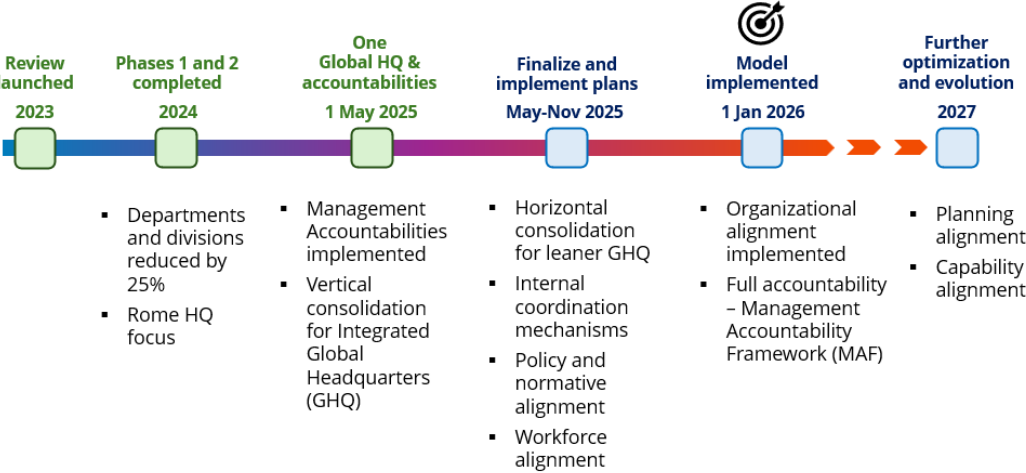 Review
launched
2023
Phases 1 and 2
completed
2024
One
Global HQ &
accountabilities
1 May 2025
Finalize and
implement plans
May-Nov 2025
Model
implemented
1 Jan 2026
Further
optimization
and evolution
2027
▪ Departments
and divisions
reduced by
25%
▪ Rome HQ
focus
▪ Management
Accountabilities
implemented
▪ Vertical
consolidation
for Integrated
Global
Headquarters
(GHQ)
▪ Horizontal
consolidation
for leaner GHQ
▪ Internal
coordination
mechanisms
▪ Policy and
normative
alignment
▪ Workforce
alignment
▪ Organizational
alignment
implemented
▪ Full accountability
– Management
Accountability
Framework (MAF)
▪ Planning
alignment
▪ Capability
alignment